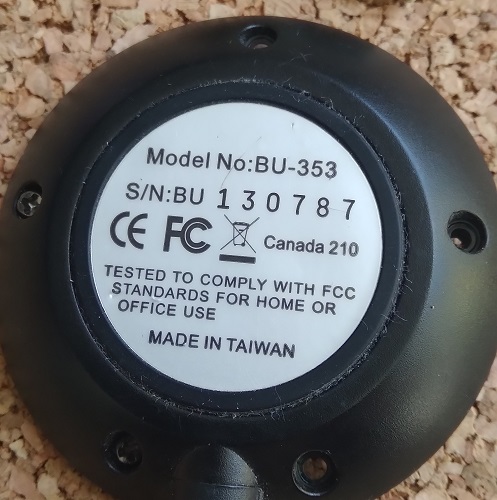 Model No:BU-353
S/N:BU 130787
CE FC Canada 210
TESTED TO COMPLY WITH FCC
STANDARDS FOR HOME OR
OFFICE USE
MADE IN TAIWAN